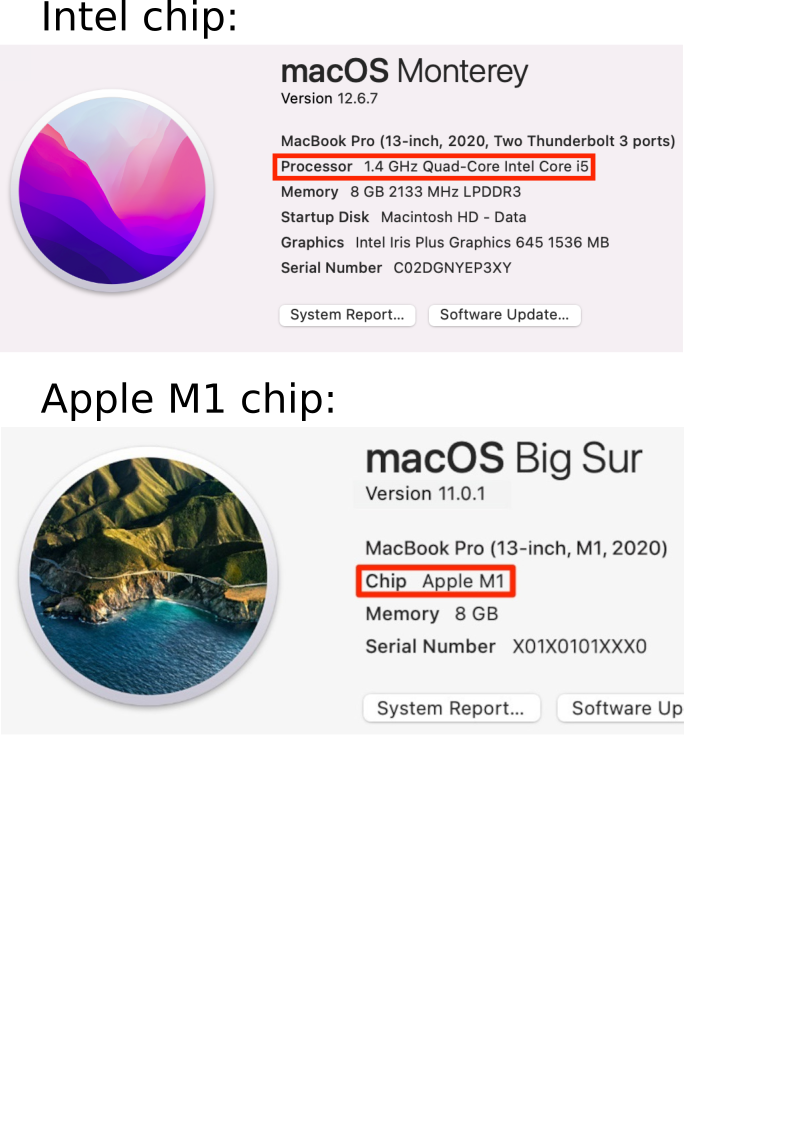 Intel chip:
macOS Monterey
Version 12.6.7
MacBook Pro (13-inch, 2020, Two Thunderbolt 3 ports)
Processor 1.4 GHz Quad-Core Intel Core i5
Memory 8 GB 2133 MHz LPDDR3
Startup Disk Macintosh HD - Data
Graphics Intel Iris Plus Graphics 645 1536 MB
Serial Number C02DGNYEP3XY
System Report... Software Update...
Apple M1 chip:
macOS Big Sur
Version 11.0.1
MacBook Pro (13-inch, M1, 2020)
Chip Apple M1
Memory 8 GB
Serial Number X01X0101XXX0
System Report... Software Up